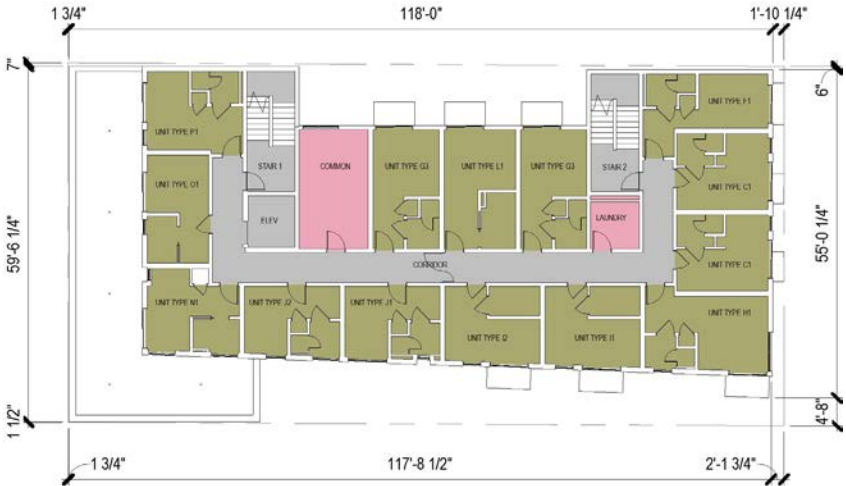 1 3/4" 118'-0" 1'-10 1/4"
7"
6"
UNIT TYPE P1
UNIT TYPE F1
STAIR 1
COMMON
UNIT TYPE G3
UNIT TYPE L1
UNIT TYPE G3
STAIR 2
UNIT TYPE O1
UNIT TYPE C1
ELEV
LAUNDRY
59'-6 1/4"
55'-0 1/4"
CORRIDOR
UNIT TYPE C1
UNIT TYPE N1
UNIT TYPE J2
UNIT TYPE J1
UNIT TYPE I2
UNIT TYPE I1
UNIT TYPE H1
1 1/2"
4'-8"
1 3/4" 117'-8 1/2" 2'-1 3/4"